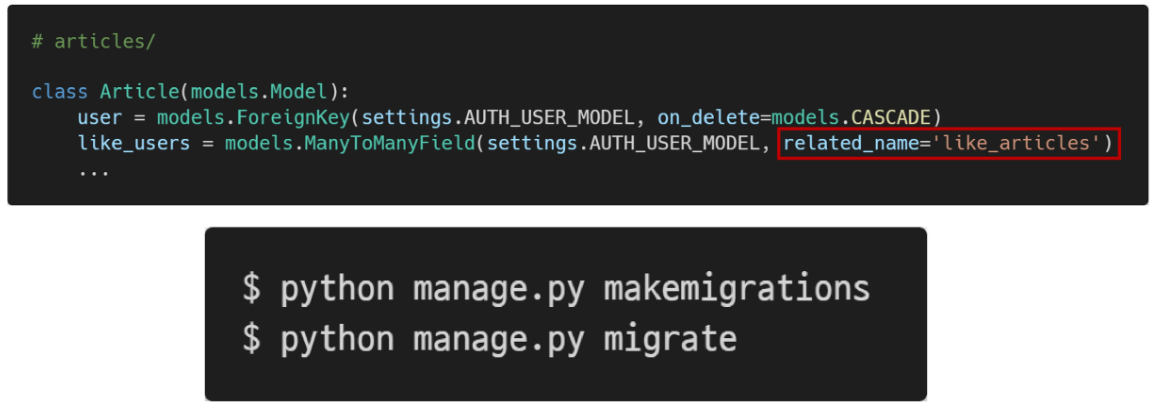 # articles/
class Article(models.Model):
user = models.ForeignKey(settings.AUTH_USER_MODEL, on_delete=models.CASCADE)
like_users = models.ManyToManyField(settings.AUTH_USER_MODEL, related_name='like_articles')
...
$ python manage.py makemigrations
$ python manage.py migrate